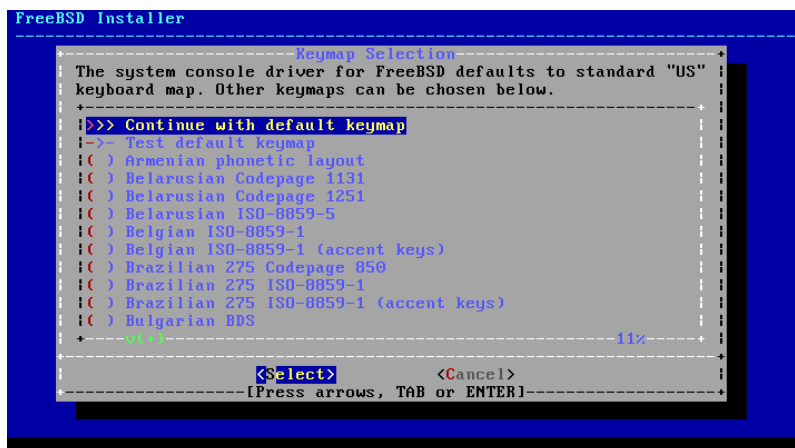 FreeBSD Installer
Keymap Selection
The system console driver for FreeBSD defaults to standard "US"
keyboard map. Other keymaps can be chosen below.
>>> Continue with default keymap
->- Test default keymap
( ) Armenian phonetic layout
( ) Belarusian Codepage 1131
( ) Belarusian Codepage 1251
( ) Belarusian ISO-8859-5
( ) Belgian ISO-8859-1
( ) Belgian ISO-8859-1 (accent keys)
( ) Brazilian 275 Codepage 850
( ) Brazilian 275 ISO-8859-1
( ) Brazilian 275 ISO-8859-1 (accent keys)
( ) Bulgarian BDS
v(+) 11%
<Select> <Cancel>
[Press arrows, TAB or ENTER]